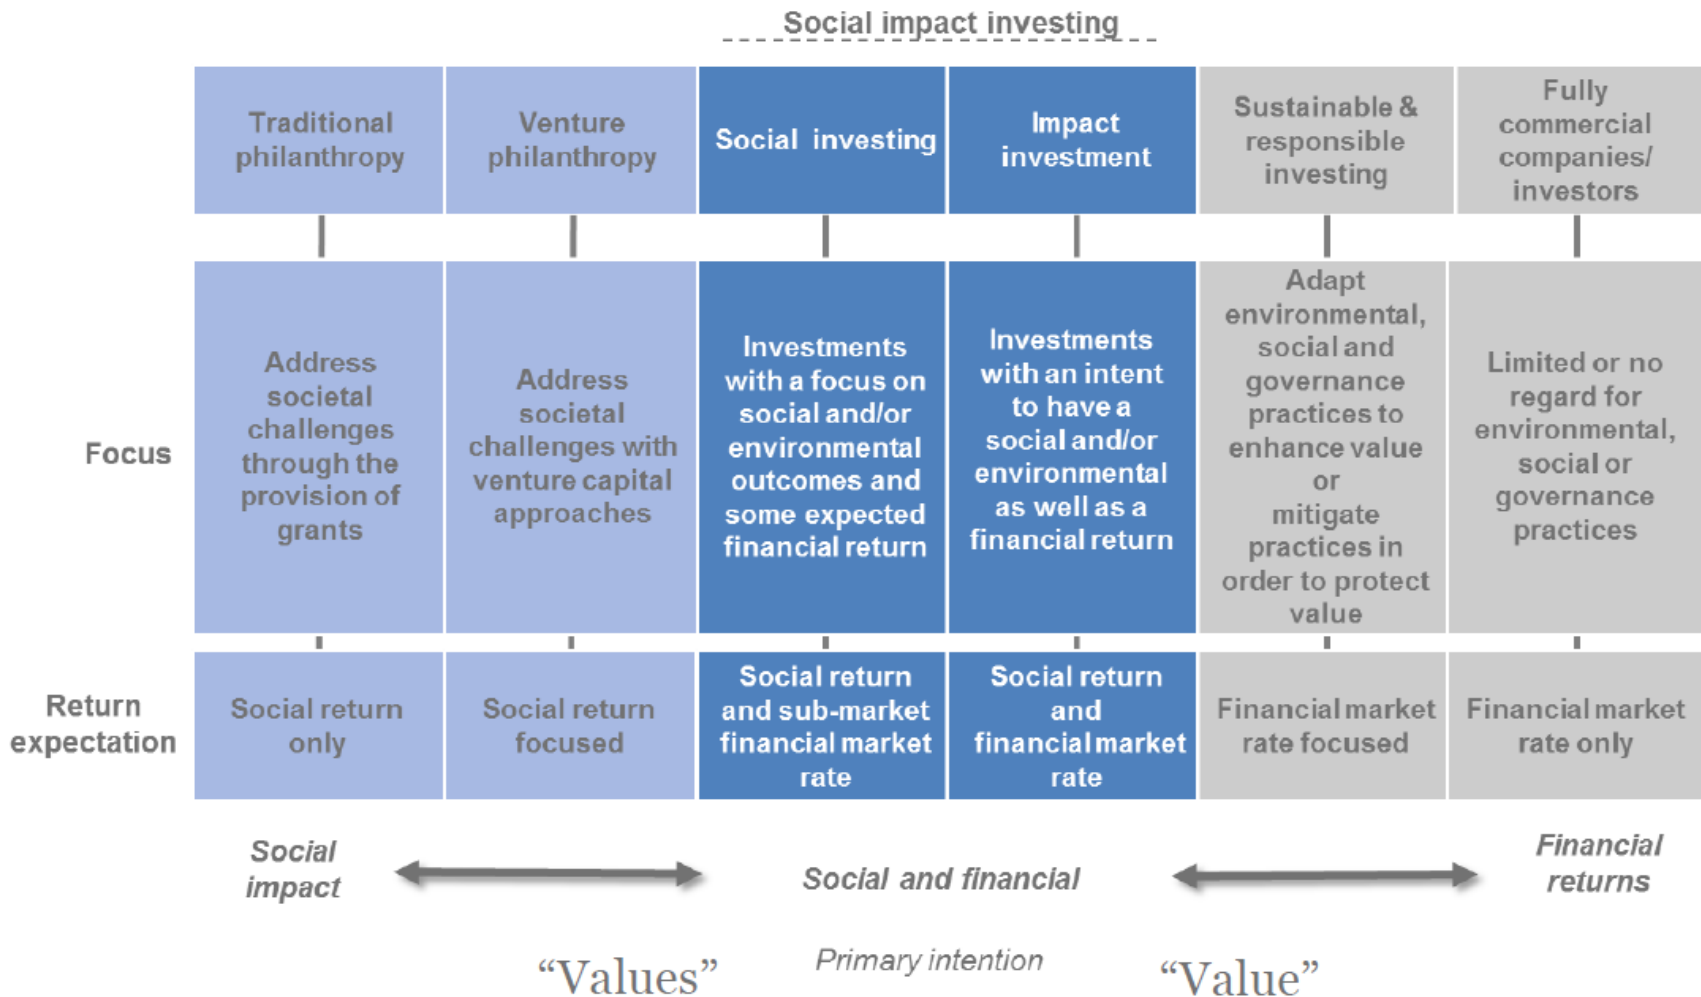 Social impact investing
Traditional
philanthropy
Venture
philanthropy
Social investing
Impact
investment
Sustainable &
responsible
investing
Fully
commercial
companies/
investors
Focus
Address
societal
challenges
through the
provision of
grants
Address
societal
challenges with
venture capital
approaches
Investments
with a focus on
social and/or
environmental
outcomes and
some expected
financial return
Investments
with an intent
to have a
social and/or
environmental
as well as a
financial return
Adapt
environmental,
social and
governance
practices to
enhance value
or
mitigate
practices in
order to protect
value
Limited or no
regard for
environmental,
social or
governance
practices
Return
expectation
Social return
only
Social return
focused
Social return
and sub-market
financial market
rate
Social return
and
financial market
rate
Financial market
rate focused
Financial market
rate only
Social
impact
Social and financial
Financial
returns
“Values”
Primary intention
“Value”